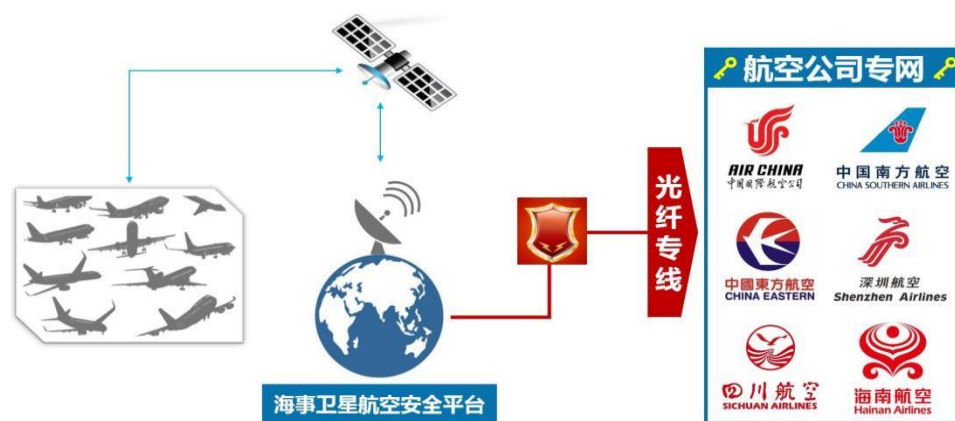 航空公司专网
AIR CHINA
中国国际航空公司
中国南方航空
CHINA SOUTHERN AIRLINES
光纤专线
中國東方航空
CHINA EASTERN
深圳航空
Shenzhen Airlines
海事卫星航空安全平台
四川航空
SICHUAN AIRLINES
海南航空
Hainan Airlines